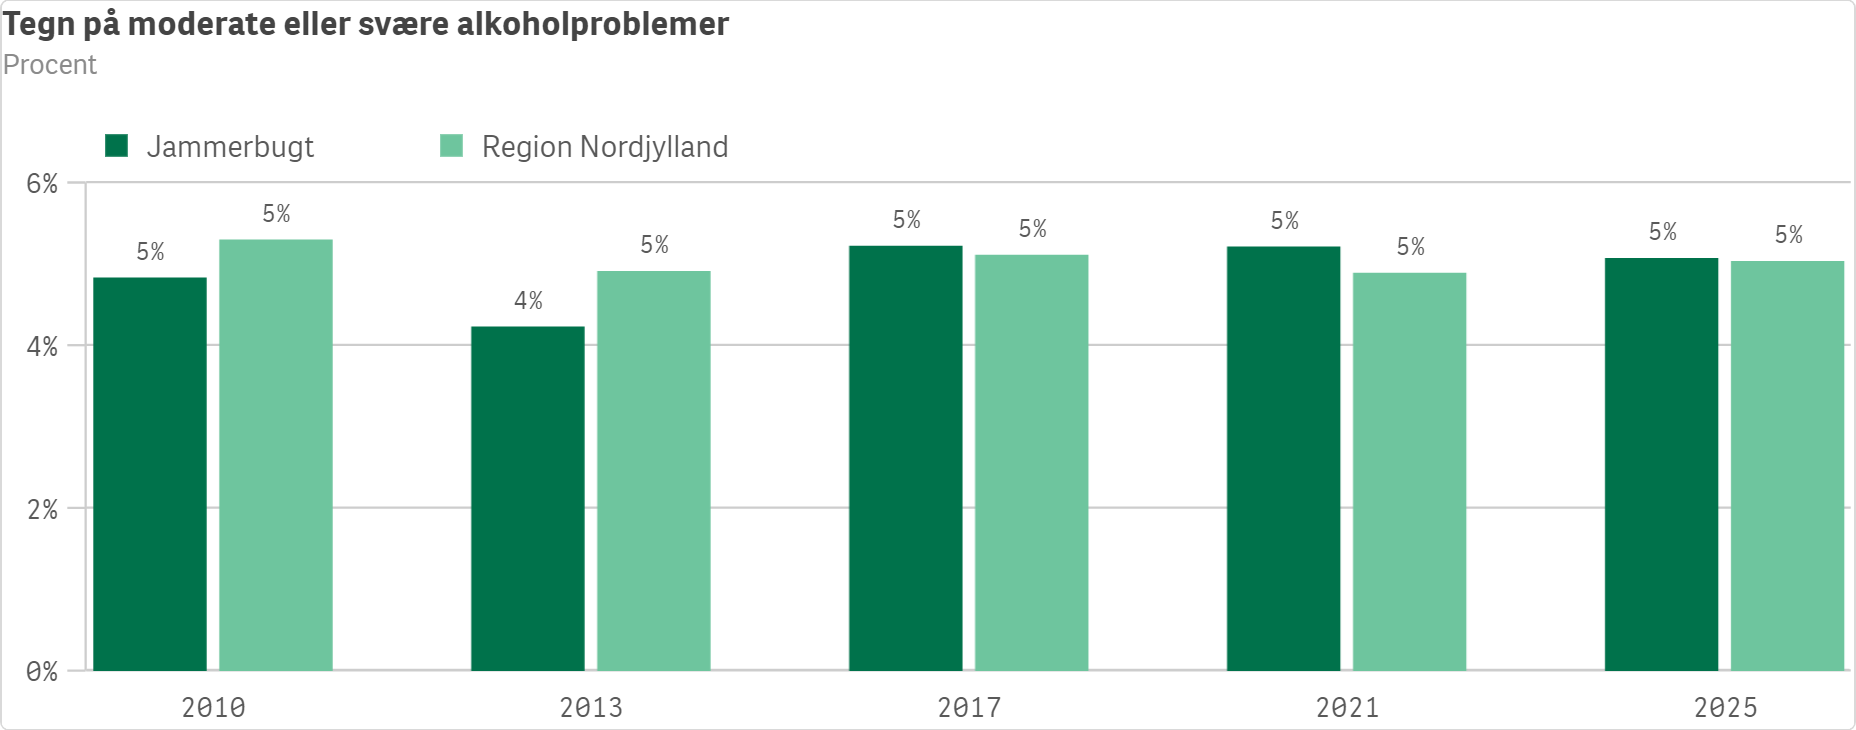 Tegn på moderate eller svære alkoholproblemer
Procent
Jammerbugt Region Nordjylland
6%
5% 5% 4% 5% 5% 5% 5% 5% 5% 5%
4%
2%
0%
2010 2013 2017 2021 2025